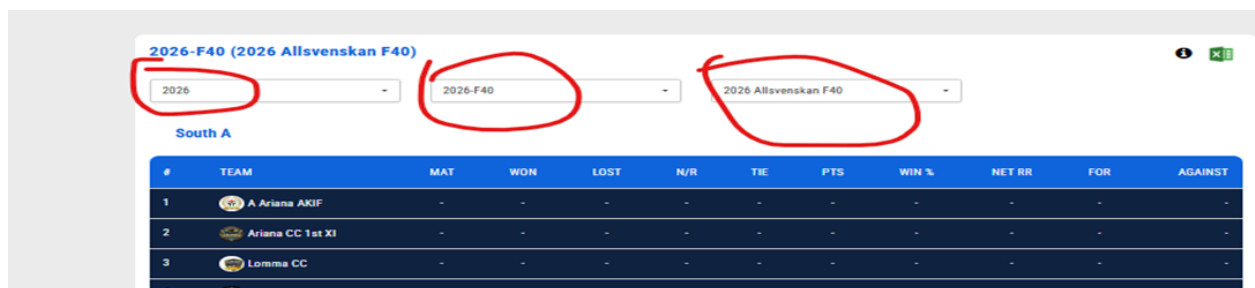 2026-F40 (2026 Allsvenskan F40)
2026 2026-F40 2026 Allsvenskan F40
South A
# TEAM MAT WON LOST N/R TIE PTS WIN % NET RR FOR AGAINST
1 A Ariana AKIF - - - - - - - - - -
2 Ariana CC 1st XI - - - - - - - - - -
3 Lomma CC - - - - - - - - - -